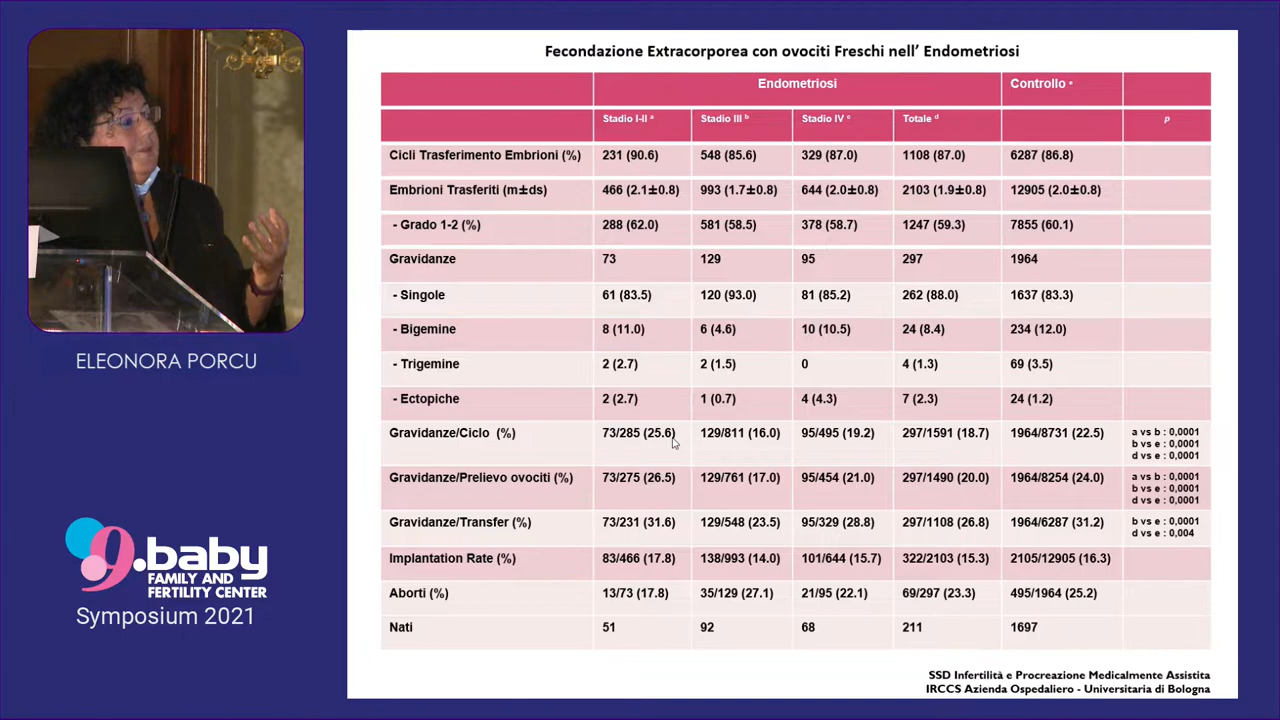 Fecondazione Extracorporea con ovociti Freschi nell' Endometriosi
Endometriosi Controllo e
Stadio I-II a Stadio III b Stadio IV c Totale d p
Cicli Trasferimento Embrioni (%) 231 (90.6) 548 (85.6) 329 (87.0) 1108 (87.0) 6287 (86.8)
Embrioni Trasferiti (m±ds) 466 (2.1±0.8) 993 (1.7±0.8) 644 (2.0±0.8) 2103 (1.9±0.8) 12905 (2.0±0.8)
- Grado 1-2 (%) 288 (62.0) 581 (58.5) 378 (58.7) 1247 (59.3) 7855 (60.1)
Gravidanze 73 129 95 297 1964
- Singole 61 (83.5) 120 (93.0) 81 (85.2) 262 (88.0) 1637 (83.3)
- Bigemine 8 (11.0) 6 (4.6) 10 (10.5) 24 (8.4) 234 (12.0)
- Trigemine 2 (2.7) 2 (1.5) 0 4 (1.3) 69 (3.5)
- Ectopiche 2 (2.7) 1 (0.7) 4 (4.3) 7 (2.3) 24 (1.2)
Gravidanze/Ciclo (%) 73/285 (25.6) 129/811 (16.0) 95/495 (19.2) 297/1591 (18.7) 1964/8731 (22.5) a vs b : 0,0001
b vs e : 0,0001
d vs e : 0,0001
Gravidanze/Prelievo ovociti (%) 73/275 (26.5) 129/761 (17.0) 95/454 (21.0) 297/1490 (20.0) 1964/8254 (24.0) a vs b : 0,0001
b vs e : 0,0001
d vs e : 0,0001
Gravidanze/Transfer (%) 73/231 (31.6) 129/548 (23.5) 95/329 (28.8) 297/1108 (26.8) 1964/6287 (31.2) b vs e : 0,0001
d vs e : 0,004
Implantation Rate (%) 83/466 (17.8) 138/993 (14.0) 101/644 (15.7) 322/2103 (15.3) 2105/12905 (16.3)
Aborti (%) 13/73 (17.8) 35/129 (27.1) 21/95 (22.1) 69/297 (23.3) 495/1964 (25.2)
Nati 51 92 68 211 1697
SSD Infertilità e Procreazione Medicalmente Assistita
IRCCS Azienda Ospedaliero - Universitaria di Bologna
ELEONORA PORCU
9.baby
FAMILY AND
FERTILITY CENTER
Symposium 2021